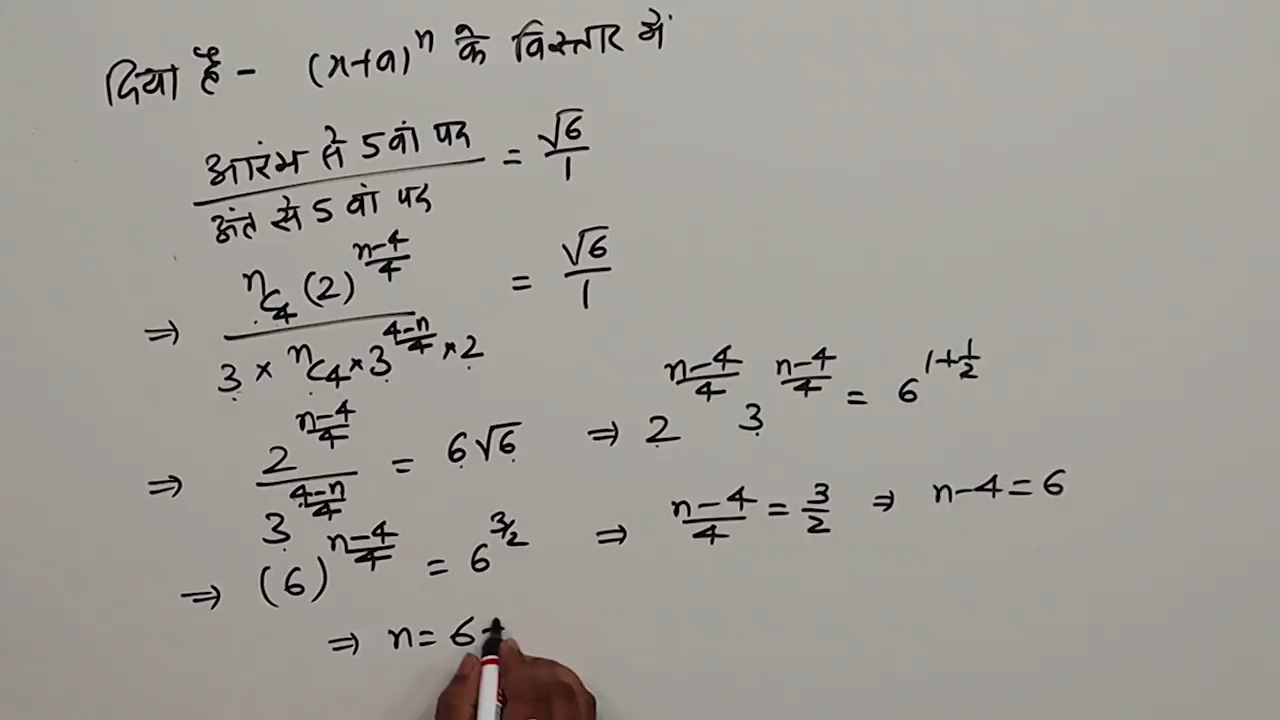 दिया है - (x+a)^n के विस्तार में
आरंभ से 5 वां पद / अंत से 5 वां पद = √6/1
⇒ nC4 (2)^((n-4)/4) / 3 × nC4 × 3^((4-n)/4) × 2 = √6/1
⇒ 2^((n-4)/4) / 3^((4-n)/4) = 6√6
⇒ 2^((n-4)/4) 3^((n-4)/4) = 6^(1+1/2)
⇒ (6)^((n-4)/4) = 6^(3/2)
⇒ (n-4)/4 = 3/2 ⇒ n-4 = 6
⇒ n = 6+